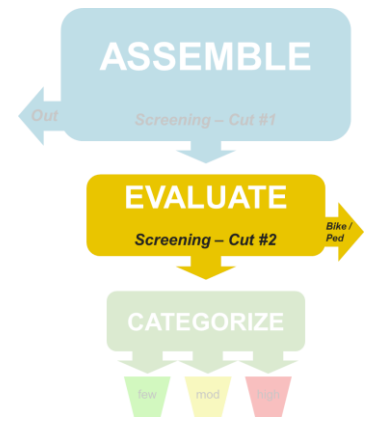 ASSEMBLE
Out
Screening – Cut #1
EVALUATE
Screening – Cut #2
Bike /
Ped
CATEGORIZE
few
mod
high